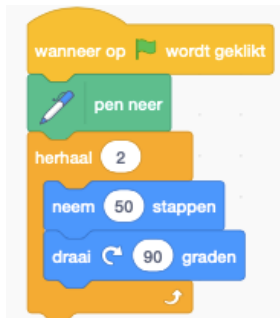 wanneer op wordt geklikt
pen neer
herhaal 2
neem 50 stappen
draai 90 graden